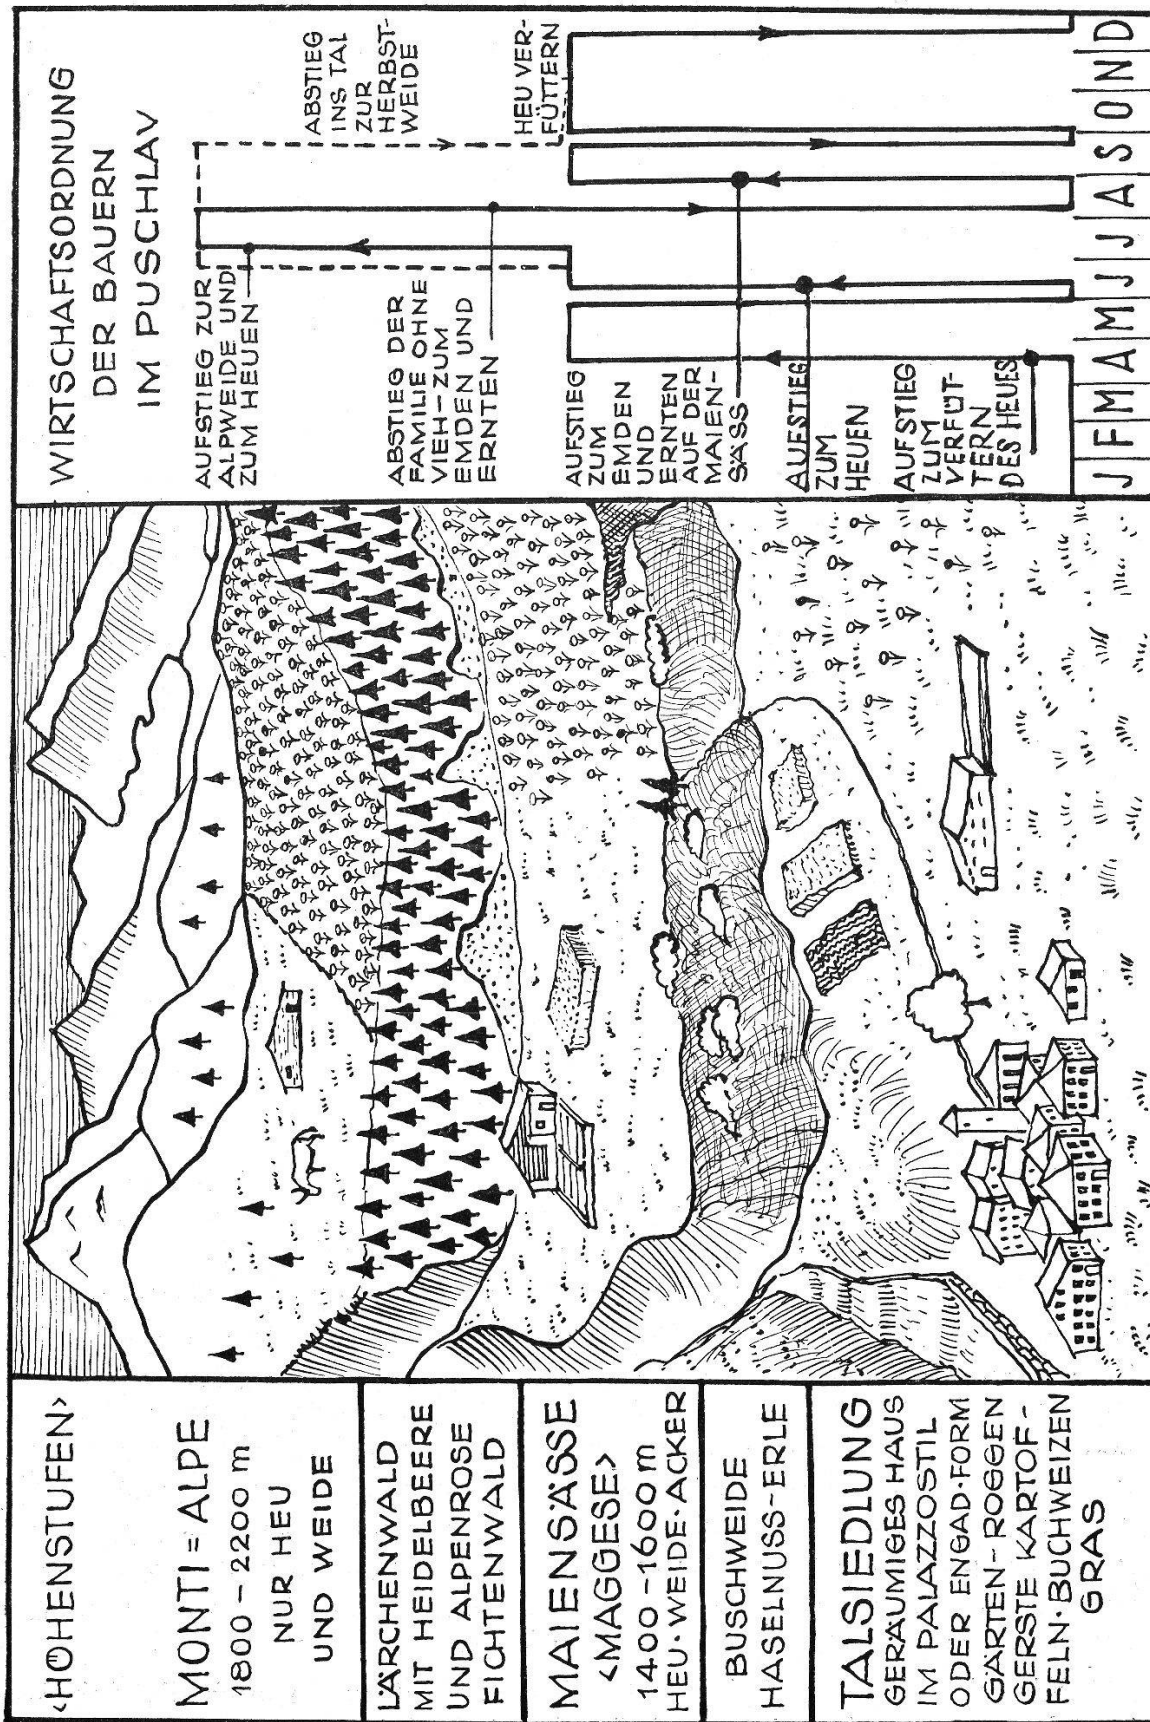 ‹HÖHENSTUFEN›
MONTI = ALPE
1800 – 2200 m
NUR HEU
UND WEIDE
LÄRCHENWALD
MIT HEIDELBEERE
UND ALPENROSE
FICHTENWALD
MAIENSÄSSE
‹MAGGESE›
1400 – 1600 m
HEU · WEIDE · ACKER
BUSCHWEIDE
HASELNUSS-ERLE
TALSIEDLUNG
GERÄUMIGES HAUS
IM PALAZZOSTIL
ODER ENGAD·FORM
GÄRTEN - ROGGEN
GERSTE KARTOF-
FELN · BUCHWEIZEN
GRAS
WIRTSCHAFTSORDNUNG
DER BAUERN
IM PUSCHLAV
AUFSTIEG ZUR
ALPWEIDE UND
ZUM HEUEN
ABSTIEG
INS TAL
ZUR
HERBST-
WEIDE
ABSTIEG DER
FAMILIE OHNE
VIEH–ZUM
EMDEN UND
ERNTEN
HEU VER-
FÜTTERN
AUFSTIEG
ZUM
EMDEN
UND
ERNTEN
AUF DER
MAIEN-
SÄSS
AUFSTIEG
ZUM
HEUEN
AUFSTIEG
ZUM
VERFÜT-
TERN
DES HEUES
J F M A M J J A S O N D